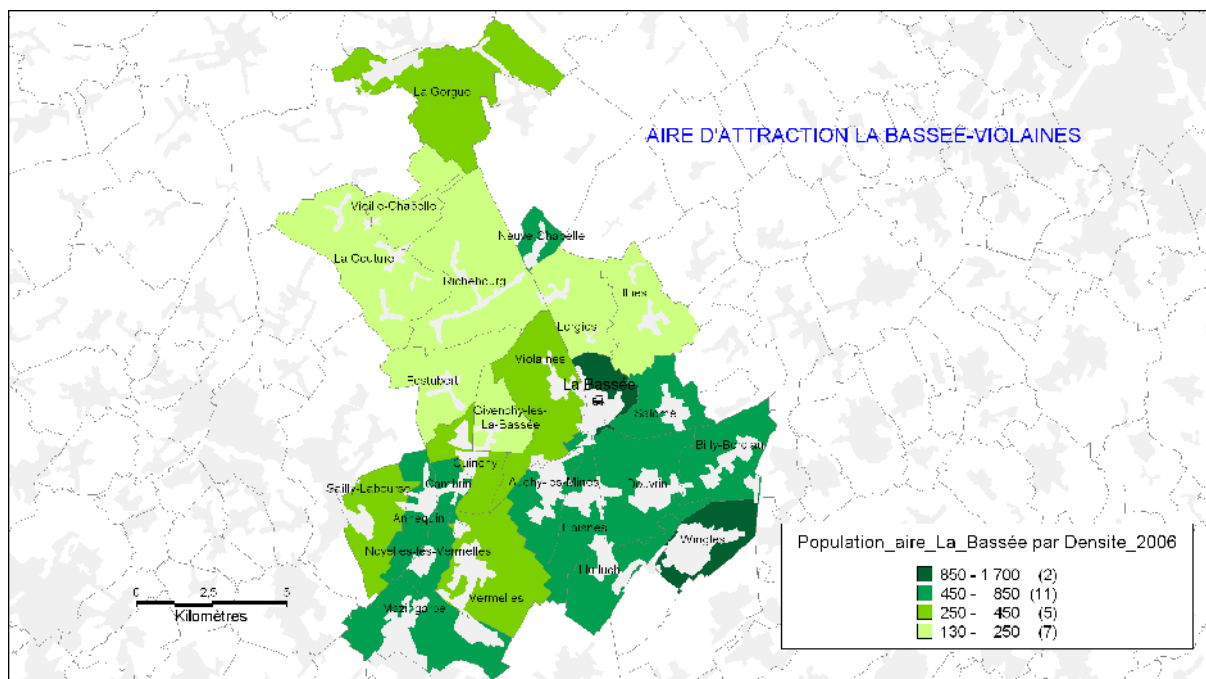 La Gorgue
AIRE D'ATTRACTION LA BASSEE-VIOLAINES
Vieille-Chapelle
Neuve Chapelle
La Couture
Richebourg
Illies
Lorgies
Violaines
La Bassée
Festubert
Givenchy-les-
La-Bassée
Salomé
Billy-Berclau
Cuinchy
Sailly-Labourse
Cambrin
Auchy-les-Mines
Douvrin
Annequin
Haisnes
Wingles
Noyelles-lès-Vermelles
Hulluch
Vermelles
Mazingarbe
0 2,5 5
Kilomètres
Population_aire_La_Bassée par Densite_2006
850 - 1 700 (2)
450 - 850 (11)
250 - 450 (5)
130 - 250 (7)